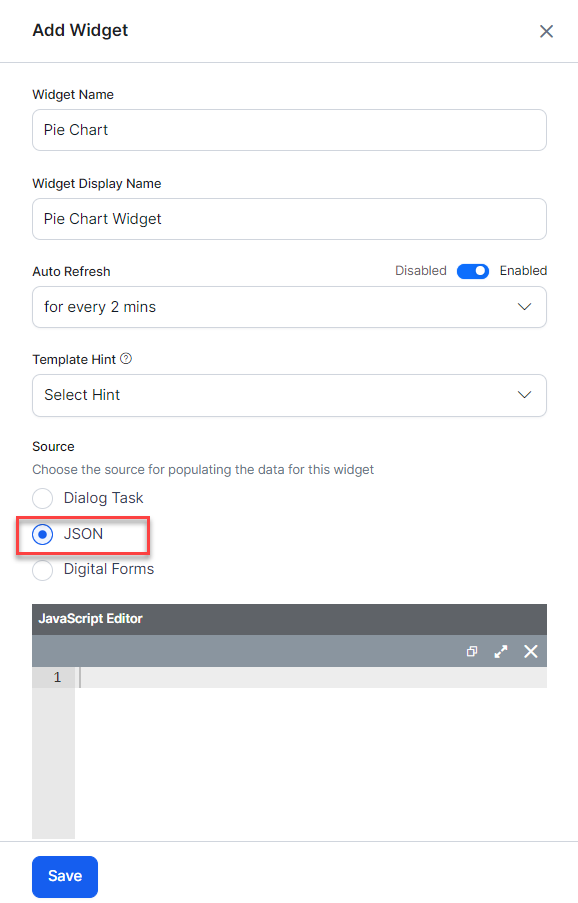 Add Widget
Widget Name
Pie Chart
Widget Display Name
Pie Chart Widget
Auto Refresh Disabled Enabled
for every 2 mins
Template Hint
Select Hint
Source
Choose the source for populating the data for this widget
Dialog Task
JSON
Digital Forms
JavaScript Editor
1
Save